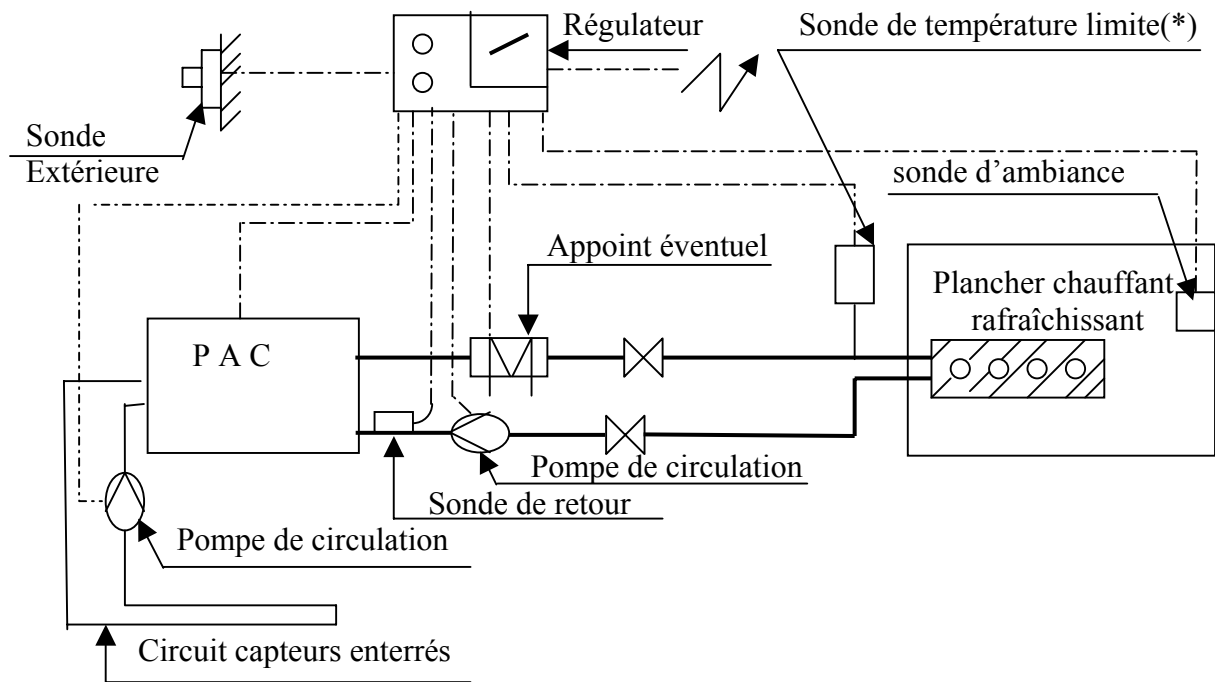 Régulateur
Sonde de température limite(*)
Sonde
Extérieure
sonde d’ambiance
Appoint éventuel
Plancher chauffant
rafraîchissant
P A C
Pompe de circulation
Sonde de retour
Pompe de circulation
Circuit capteurs enterrés